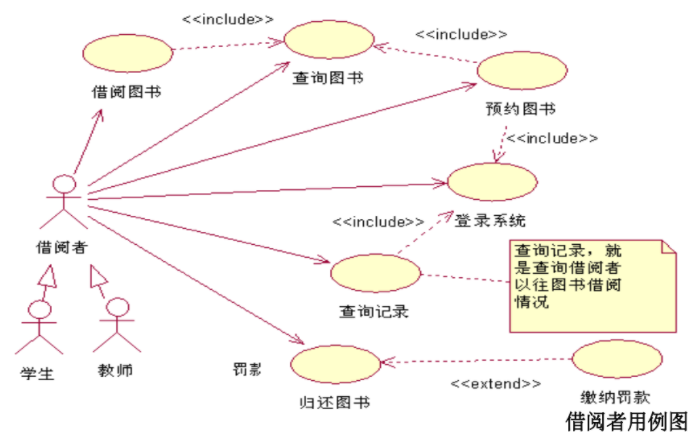 <<include>>
<<include>>
借阅图书
查询图书
预约图书
<<include>>
<<include>>
登录系统
借阅者
查询记录，就
是查询借阅者
以往图书借阅
情况
查询记录
学生
教师
罚款
归还图书
<<extend>>
缴纳罚款
借阅者用例图